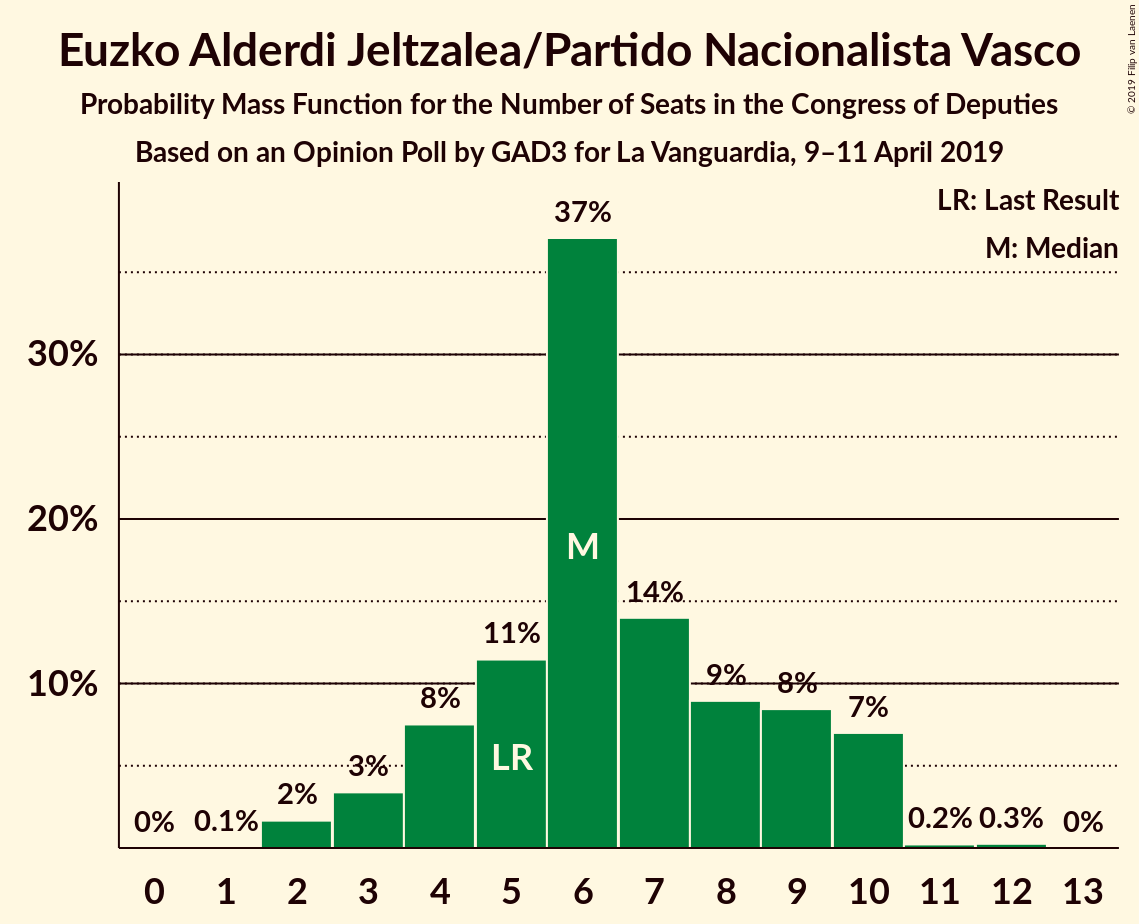 Euzko Alderdi Jeltzalea/Partido Nacionalista Vasco
Probability Mass Function for the Number of Seats in the Congress of Deputies
Based on an Opinion Poll by GAD3 for La Vanguardia, 9–11 April 2019
© 2019 Filip van Laenen
LR: Last Result
M: Median
37%
30%
20%
M
14%
11%
10%
8%
9%
8%
7%
LR
3%
2%
0%
0.1%
0.2%
0.3%
0%
0 1 2 3 4 5 6 7 8 9 10 11 12 13